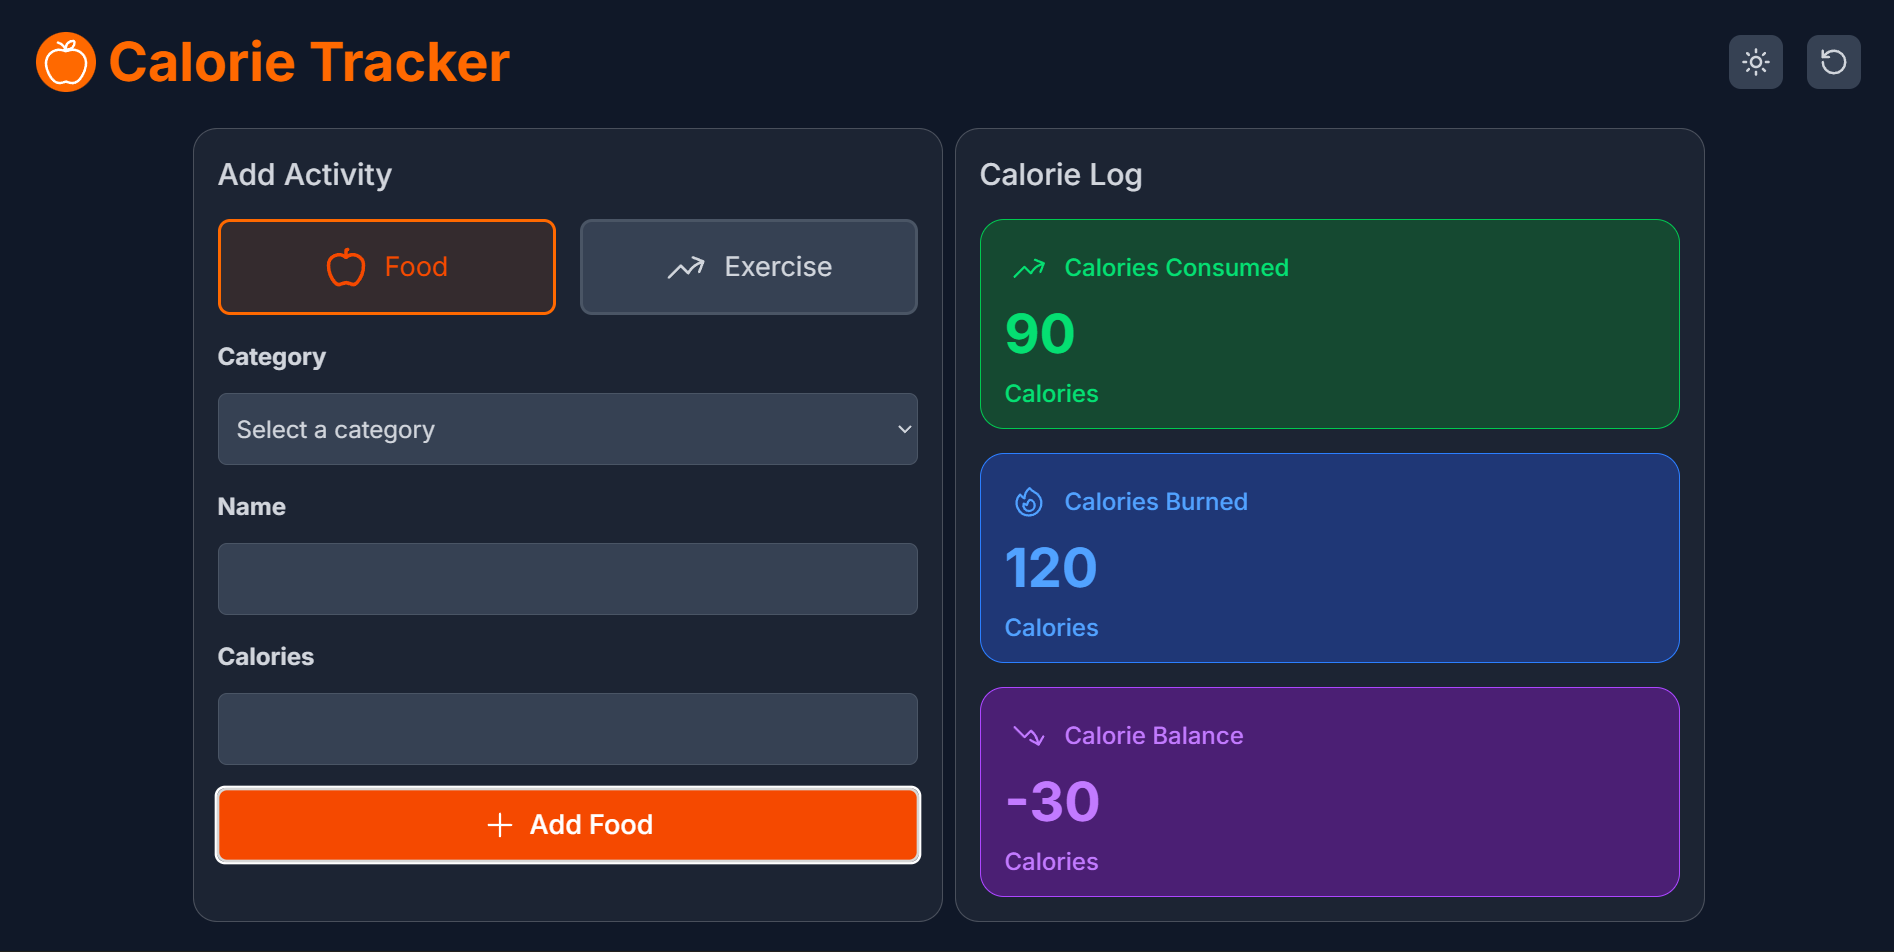 Calorie Tracker
Add Activity
Food
Exercise
Category
Select a category
Name
Calories
Add Food
Calorie Log
Calories Consumed
90
Calories
Calories Burned
120
Calories
Calorie Balance
-30
Calories